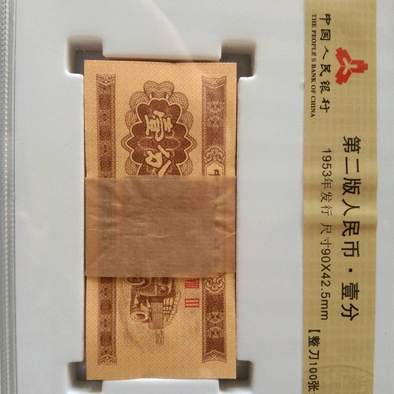 中国人民银行
THE PEOPLE'S BANK OF CHINA
第二版人民币·壹分
1953年发行 尺寸90X42.5mm
【整刀100张
壹分